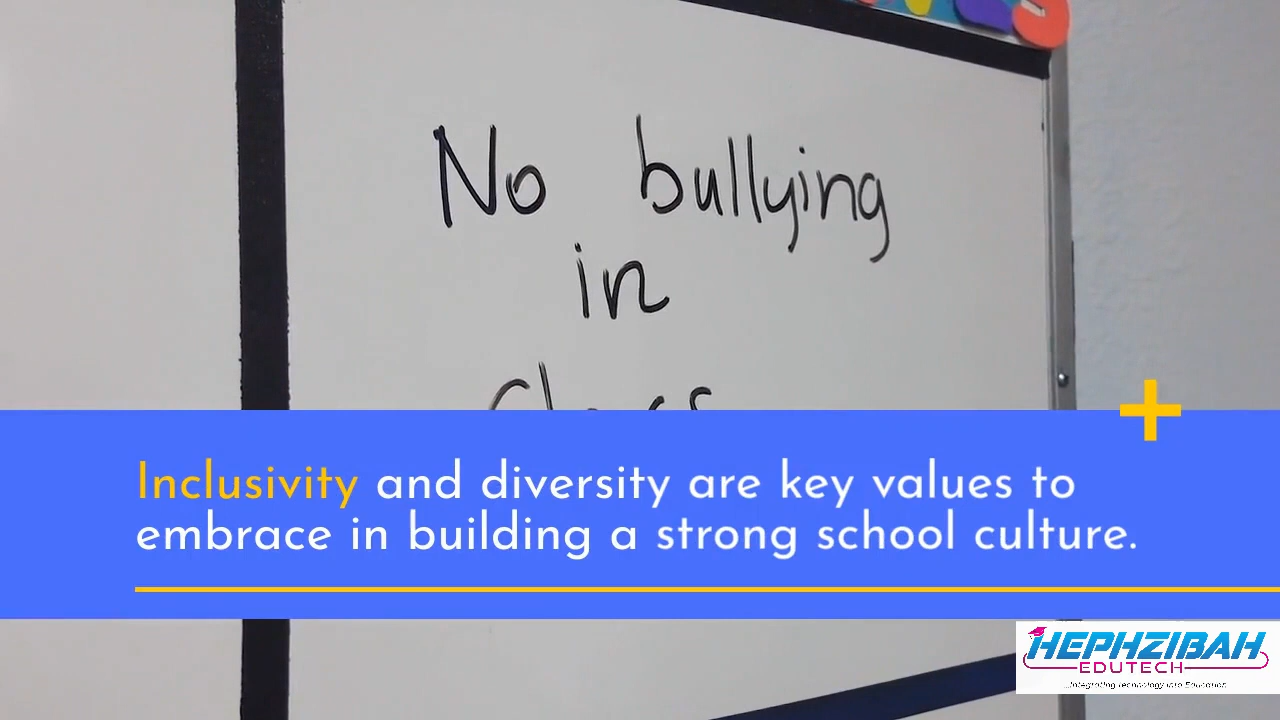 No bullying
in
Class
Inclusivity and diversity are key values to
embrace in building a strong school culture.
HEPHZIBAH
EDUTECH
...Integrating Technology into Education